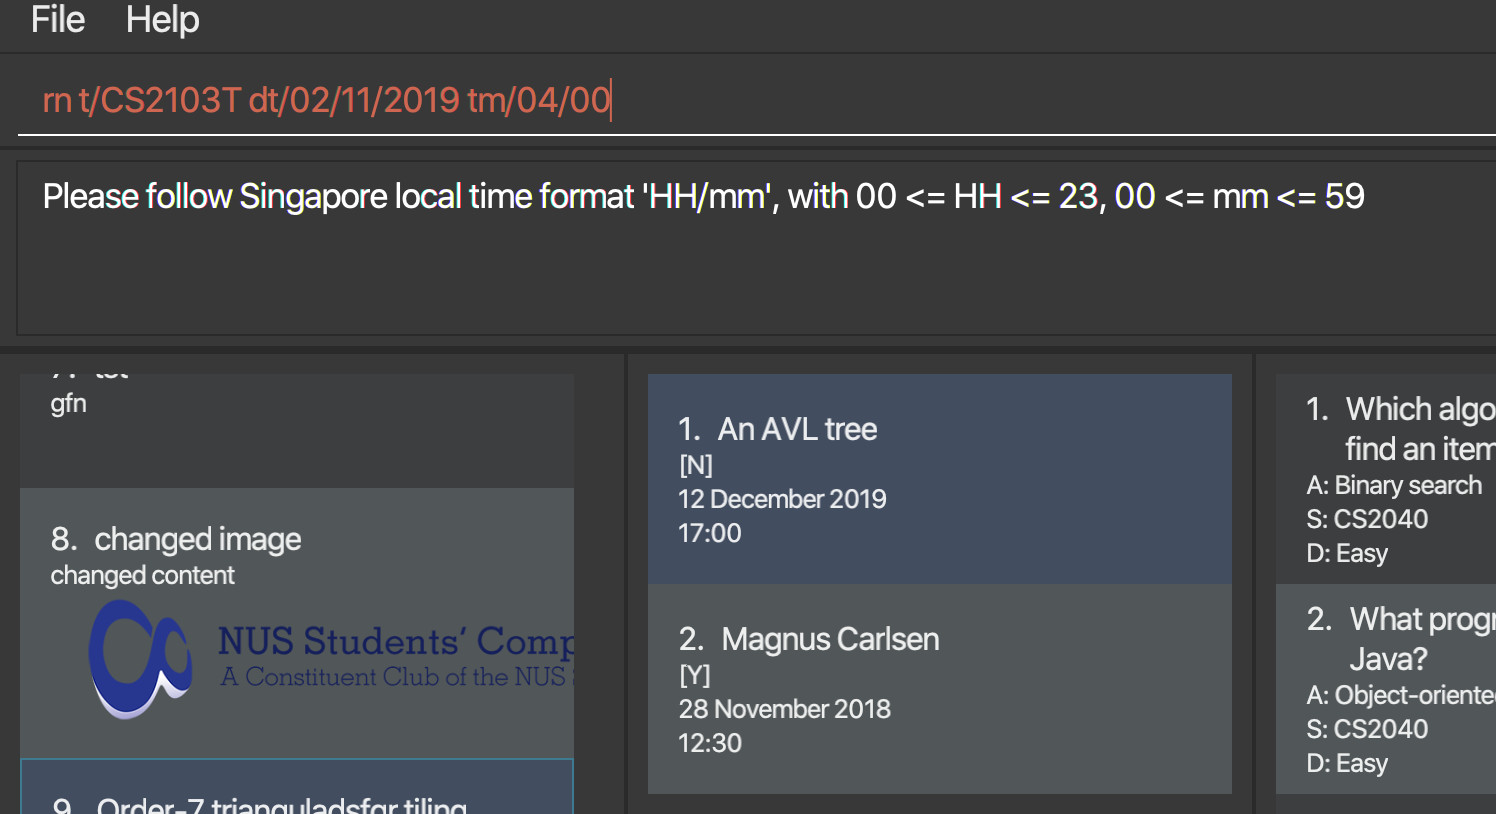 File Help
rn t/CS2103T dt/02/11/2019 tm/04/00
Please follow Singapore local time format 'HH/mm', with 00 <= HH <= 23, 00 <= mm <= 59
gfn
8. changed image
changed content
NUS Students' Comp
A Constituent Club of the NUS
9. Order-7 trianguladsfgr tiling
1. An AVL tree
[N]
12 December 2019
17:00
2. Magnus Carlsen
[Y]
28 November 2018
12:30
1. Which algo
find an item
A: Binary search
S: CS2040
D: Easy
2. What progr
Java?
A: Object-oriente
S: CS2040
D: Easy